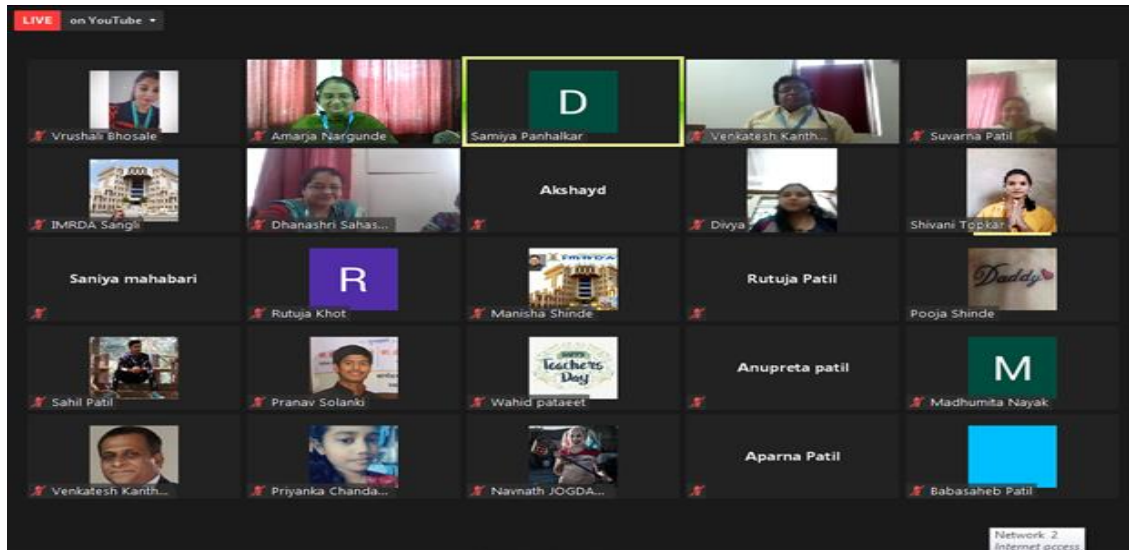 LIVE on YouTube
Vrushali Bhosale
Amarja Nargunde
D
Samiya Panhalkar
Venkatesh Kanth...
Suvarna Patil
IMRDA Sangli
Dhanashri Sahas...
Akshayd
Divya
Shivani Topkar
Saniya mahabari
R
Rutuja Khot
Manisha Shinde
Rutuja Patil
Daddy
Pooja Shinde
Sahil Patil
Pranav Solanki
HAPPY
Teachers
Day
Wahid pataeet
Anupreta patil
M
Madhumita Nayak
Venkatesh Kanth...
Priyanka Chanda...
Navnath JOGDA...
Aparna Patil
Babasaheb Patil
Network 2
Internet access